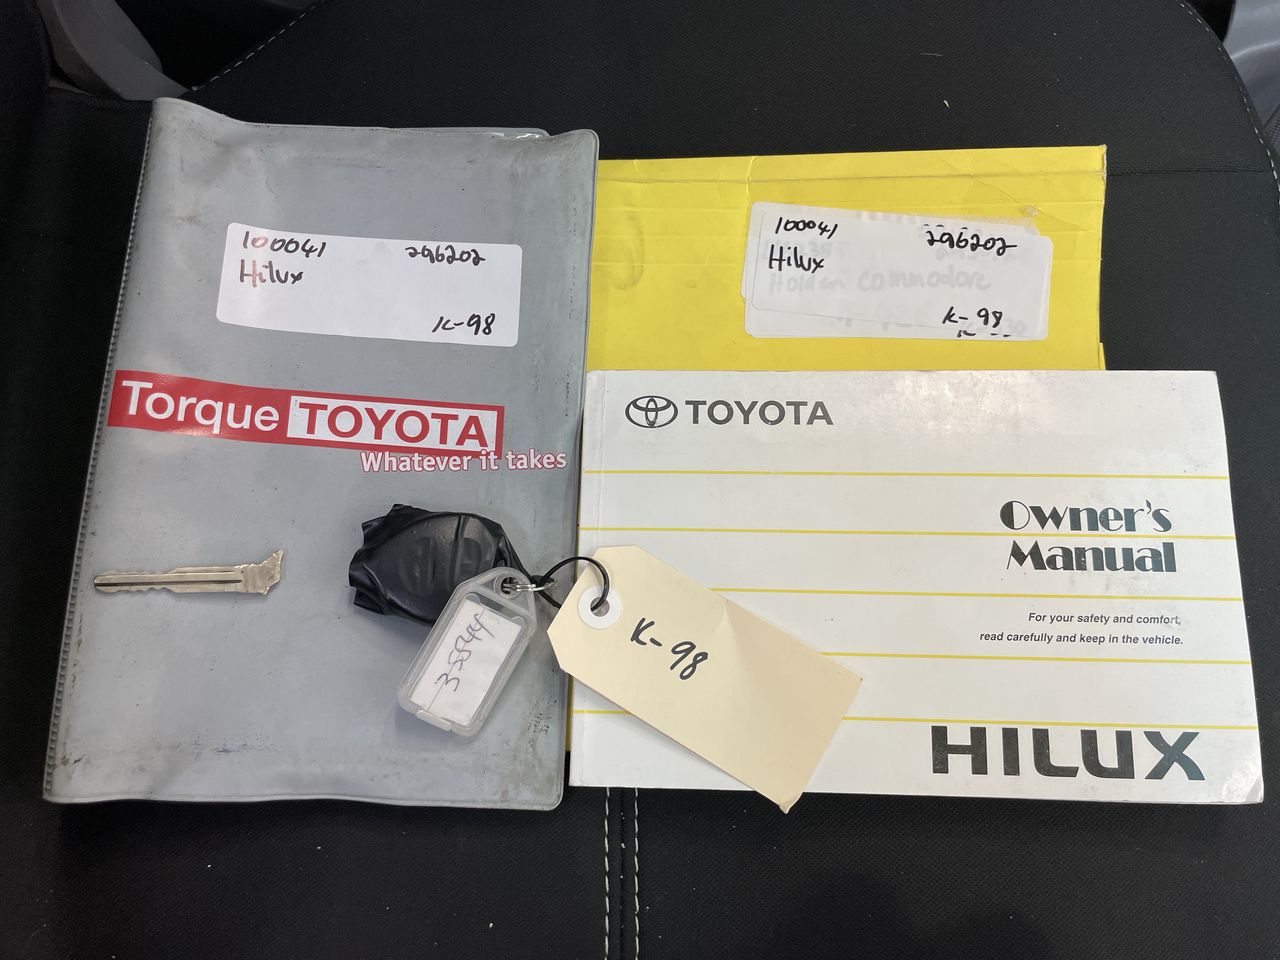 100041 296202
Hilux
K-98
Torque TOYOTA
Whatever it takes
100041 296202
Hilux
Holden Commodore
K-98
TOYOTA
Owner's
Manual
For your safety and comfort,
read carefully and keep in the vehicle.
HILUX
35544
K-98